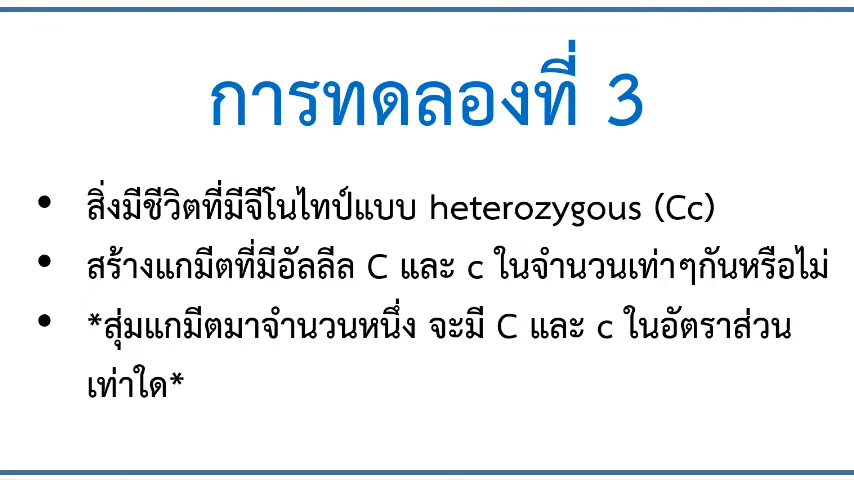 การทดลองที่ 3
• สิ่งมีชีวิตที่มีจีโนไทป์แบบ heterozygous (Cc)
• สร้างแกมีตที่มีอัลลีล C และ c ในจำนวนเท่าๆกันหรือไม่
• *สุ่มแกมีตมาจำนวนหนึ่ง จะมี C และ c ในอัตราส่วน
เท่าใด*